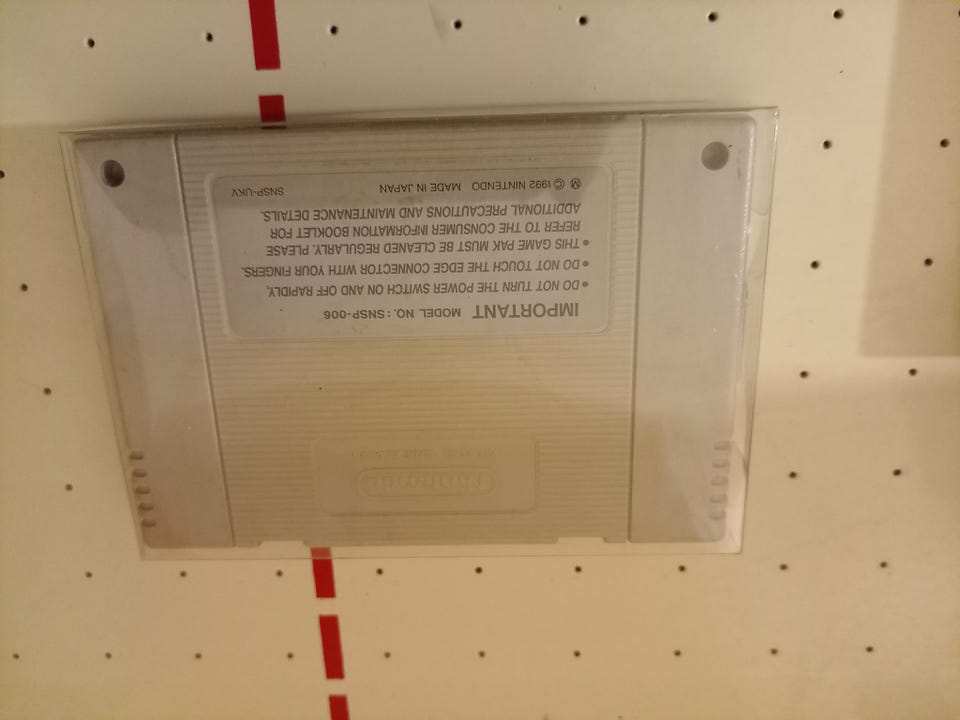 IMPORTANT MODEL NO.: SNSP-006
● DO NOT TURN THE POWER SWITCH ON AND OFF RAPIDLY,
● DO NOT TOUCH THE EDGE CONNECTOR WITH YOUR FINGERS.
● THIS GAME PAK MUST BE CLEANED REGULARLY. PLEASE
REFER TO THE CONSUMER INFORMATION BOOKLET FOR
ADDITIONAL PRECAUTIONS AND MAINTENANCE DETAILS.
Ⓜ © 1992 NINTENDO MADE IN JAPAN SNSP-UKV
Nintendo